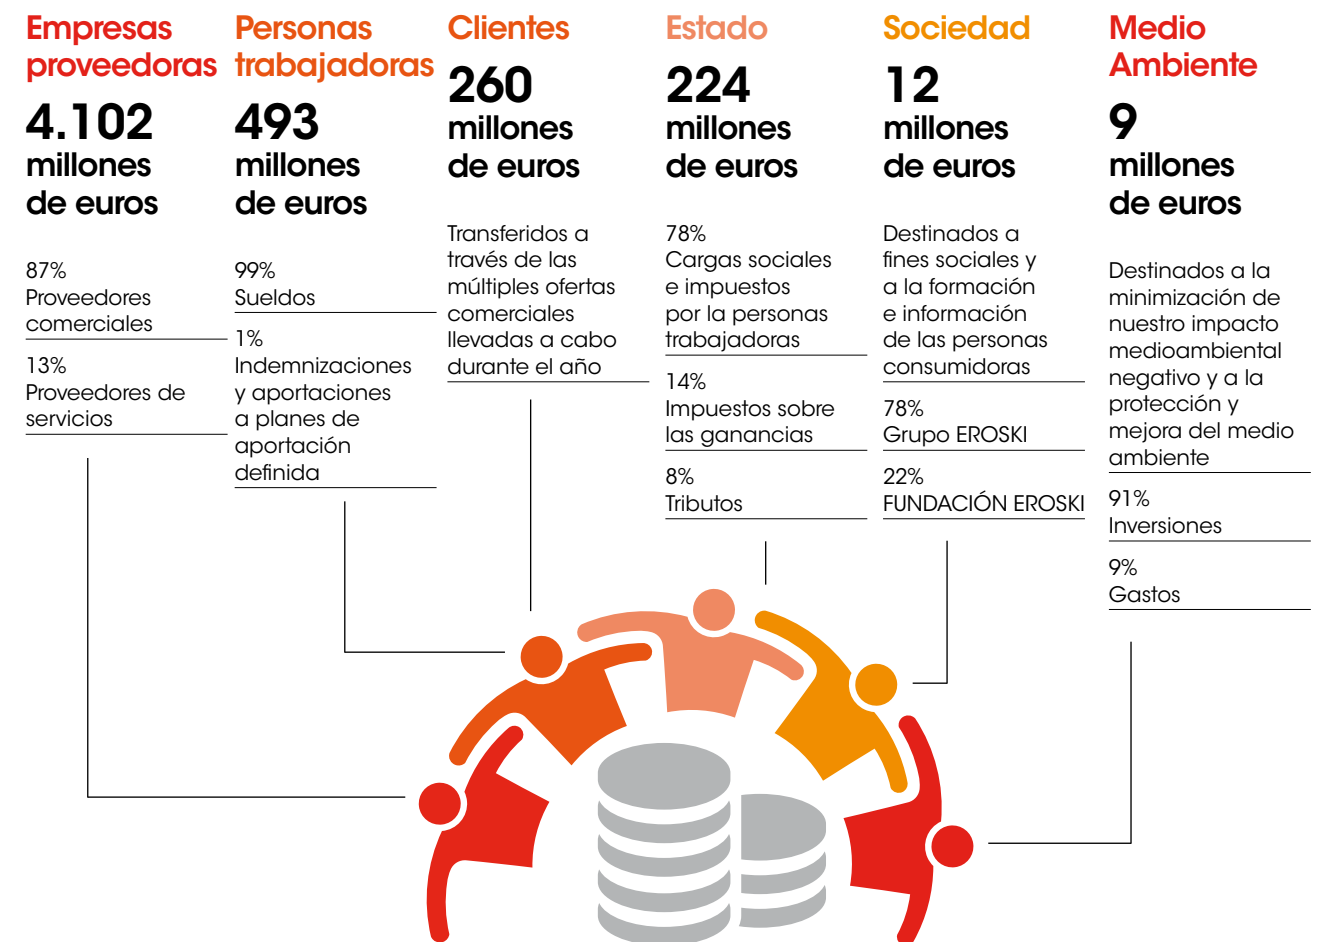 Empresas
proveedoras
4.102
millones
de euros
87%
Proveedores
comerciales
13%
Proveedores de
servicios
Personas
trabajadoras
493
millones
de euros
99%
Sueldos
1%
Indemnizaciones
y aportaciones
a planes de
aportación
definida
Clientes
260
millones
de euros
Transferidos a
través de las
múltiples ofertas
comerciales
llevadas a cabo
durante el año
Estado
224
millones
de euros
78%
Cargas sociales
e impuestos
por la personas
trabajadoras
14%
Impuestos sobre
las ganancias
8%
Tributos
Sociedad
12
millones
de euros
Destinados a
fines sociales y
a la formación
e información
de las personas
consumidoras
78%
Grupo EROSKI
22%
FUNDACIÓN EROSKI
Medio
Ambiente
9
millones
de euros
Destinados a la
minimización de
nuestro impacto
medioambiental
negativo y a la
protección y
mejora del medio
ambiente
91%
Inversiones
9%
Gastos